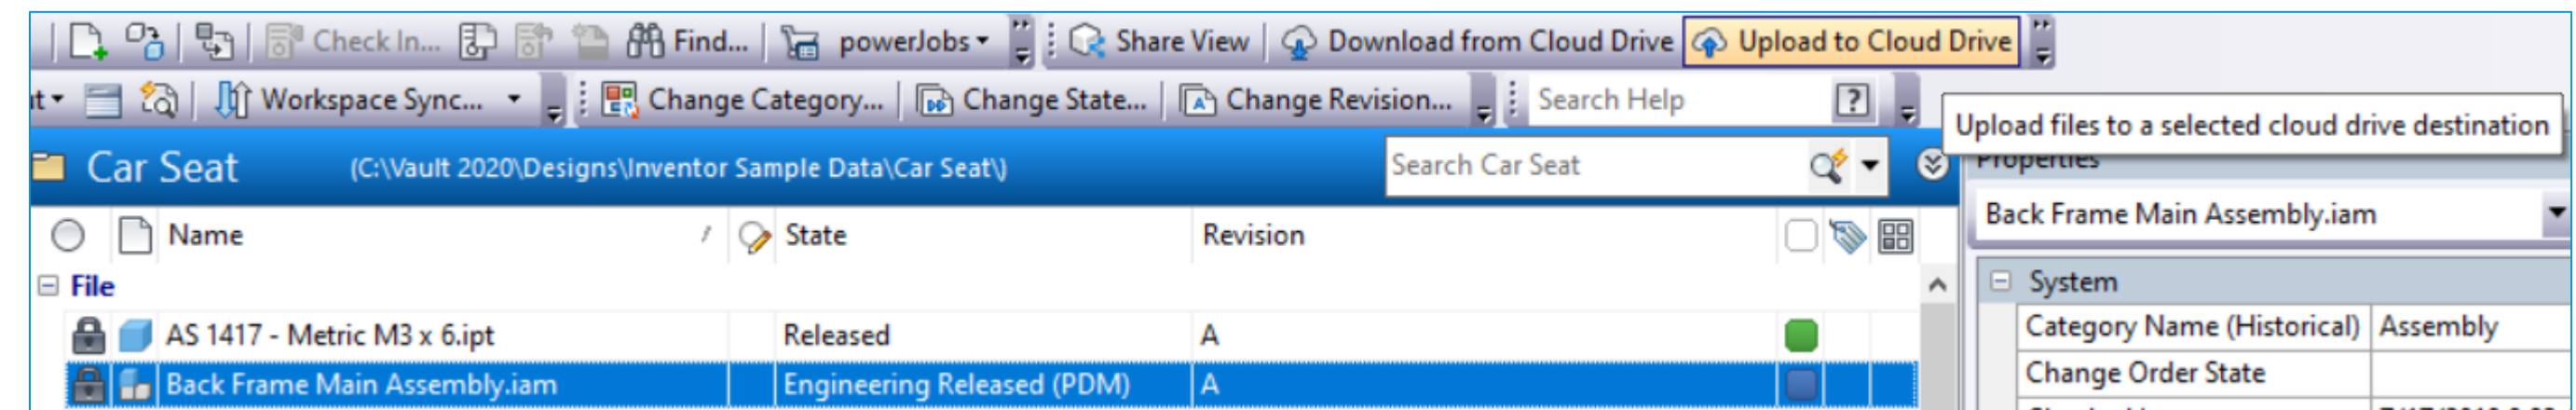 Check In... Find... powerJobs Share View Download from Cloud Drive Upload to Cloud Drive
Workspace Sync... Change Category... Change State... Change Revision... Search Help
Upload files to a selected cloud drive destination
Car Seat (C:\Vault 2020\Designs\Inventor Sample Data\Car Seat\) Search Car Seat
Properties
Back Frame Main Assembly.iam
Name State Revision
File
System
AS 1417 - Metric M3 x 6.ipt Released A
Category Name (Historical) Assembly
Change Order State
Back Frame Main Assembly.iam Engineering Released (PDM) A